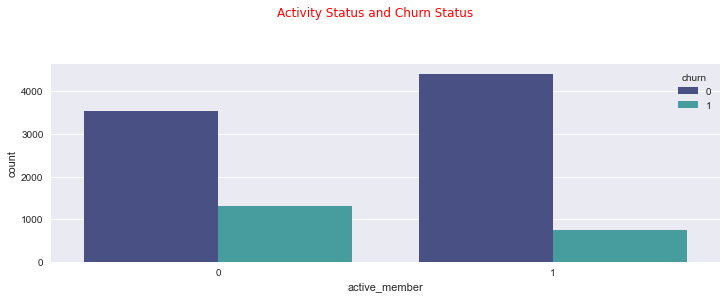 Activity Status and Churn Status
churn
0
1
4000
3000
2000
1000
0
count
0
1
active_member